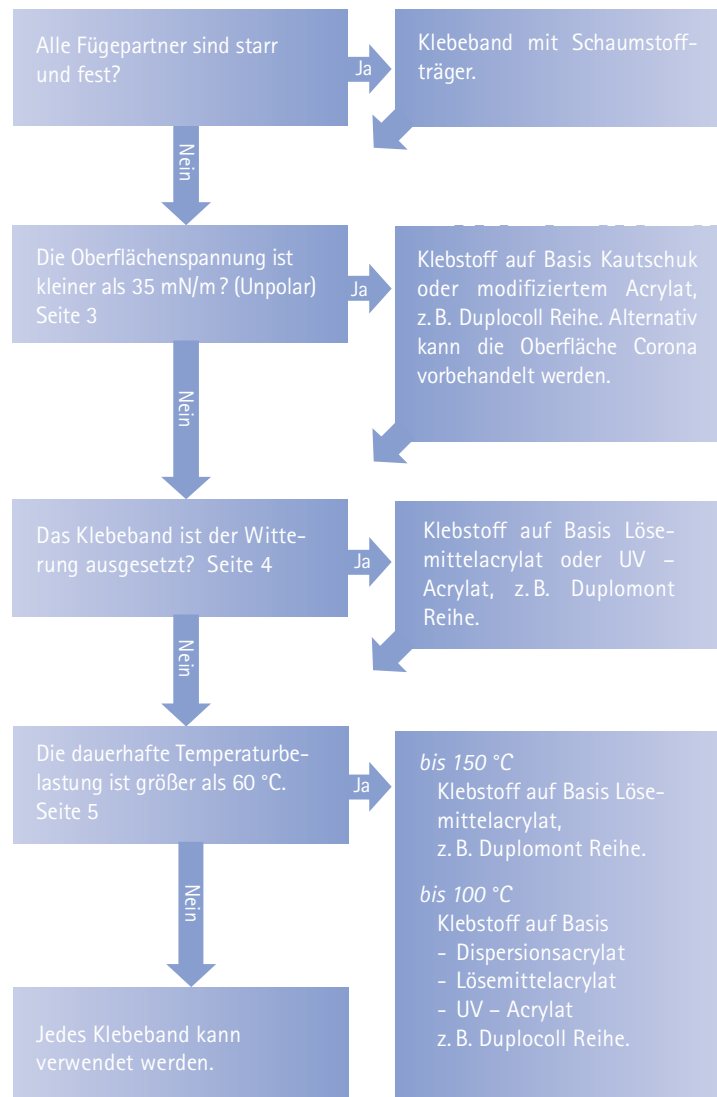 Alle Fügepartner sind starr
und fest?
Ja
Klebeband mit Schaumstoff-
träger.
Nein
Die Oberflächenspannung ist
kleiner als 35 mN/m? (Unpolar)
Seite 3
Ja
Klebstoff auf Basis Kautschuk
oder modifiziertem Acrylat,
z. B. Duplocoll Reihe. Alternativ
kann die Oberfläche Corona
vorbehandelt werden.
Nein
Das Klebeband ist der Witte-
rung ausgesetzt? Seite 4
Ja
Klebstoff auf Basis Löse-
mittelacrylat oder UV –
Acrylat, z. B. Duplomont
Reihe.
Nein
Die dauerhafte Temperaturbe-
lastung ist größer als 60 °C.
Seite 5
Ja
bis 150 °C
Klebstoff auf Basis Löse-
mittelacrylat,
z. B. Duplomont Reihe.
bis 100 °C
Klebstoff auf Basis
- Dispersionsacrylat
- Lösemittelacrylat
- UV – Acrylat
z. B. Duplocoll Reihe.
Nein
Jedes Klebeband kann
verwendet werden.